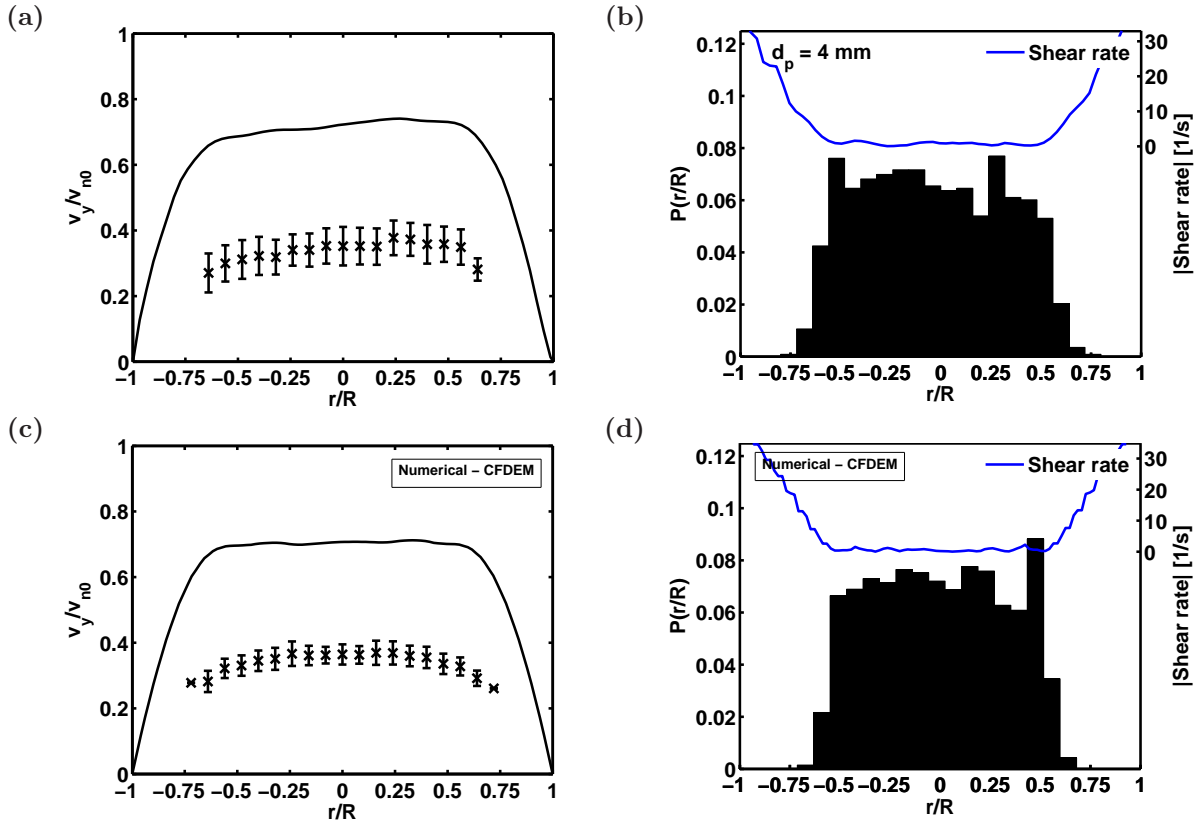 (a)
1
0.8
0.6
0.4
0.2
0
v_y/v_n0
−1 −0.75 −0.5 −0.25 0 0.25 0.5 0.75 1
r/R
(b)
0.12
0.1
0.08
0.06
0.04
0.02
0
P(r/R)
d_p = 4 mm
Shear rate
30
20
10
0
|Shear rate| [1/s]
−1 −0.75 −0.5 −0.25 0 0.25 0.5 0.75 1
r/R
(c)
1
0.8
0.6
0.4
0.2
0
v_y/v_n0
Numerical − CFDEM
−1 −0.75 −0.5 −0.25 0 0.25 0.5 0.75 1
r/R
(d)
0.12
0.1
0.08
0.06
0.04
0.02
0
P(r/R)
Numerical − CFDEM
Shear rate
30
20
10
0
|Shear rate| [1/s]
−1 −0.75 −0.5 −0.25 0 0.25 0.5 0.75 1
r/R